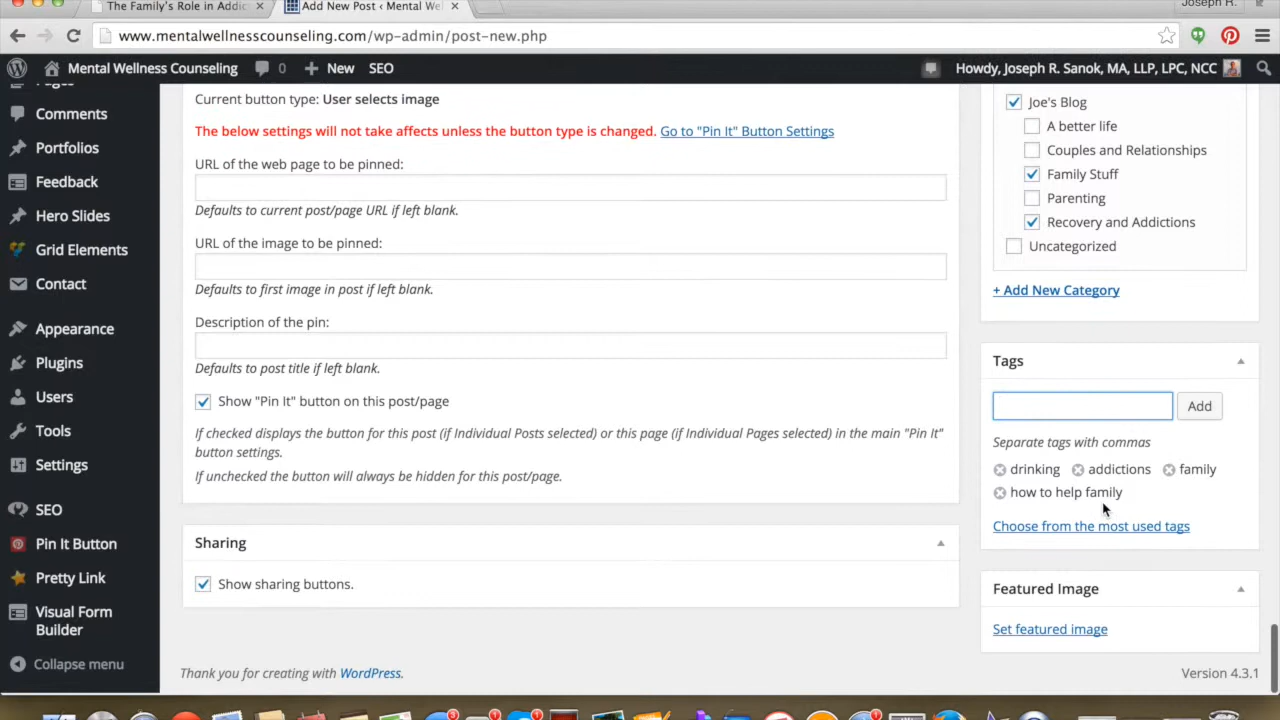 The Family's Role in Addic
Add New Post ‹ Mental We
Joseph R.
www.mentalwellnesscounseling.com/wp-admin/post-new.php
Mental Wellness Counseling
0
New
SEO
Howdy, Joseph R. Sanok, MA, LLP, LPC, NCC
Pages
Comments
Portfolios
Feedback
Hero Slides
Grid Elements
Contact
Appearance
Plugins
Users
Tools
Settings
SEO
Pin It Button
Pretty Link
Visual Form
Builder
Collapse menu
Current button type: User selects image
The below settings will not take affects unless the button type is changed. Go to "Pin It" Button Settings
URL of the web page to be pinned:
Defaults to current post/page URL if left blank.
URL of the image to be pinned:
Defaults to first image in post if left blank.
Description of the pin:
Defaults to post title if left blank.
Show "Pin It" button on this post/page
If checked displays the button for this post (if Individual Posts selected) or this page (if Individual Pages selected) in the main "Pin It"
button settings.
If unchecked the button will always be hidden for this post/page.
Sharing
Show sharing buttons.
Thank you for creating with WordPress.
Joe's Blog
A better life
Couples and Relationships
Family Stuff
Parenting
Recovery and Addictions
Uncategorized
+ Add New Category
Tags
Add
Separate tags with commas
drinking addictions family
how to help family
Choose from the most used tags
Featured Image
Set featured image
Version 4.3.1